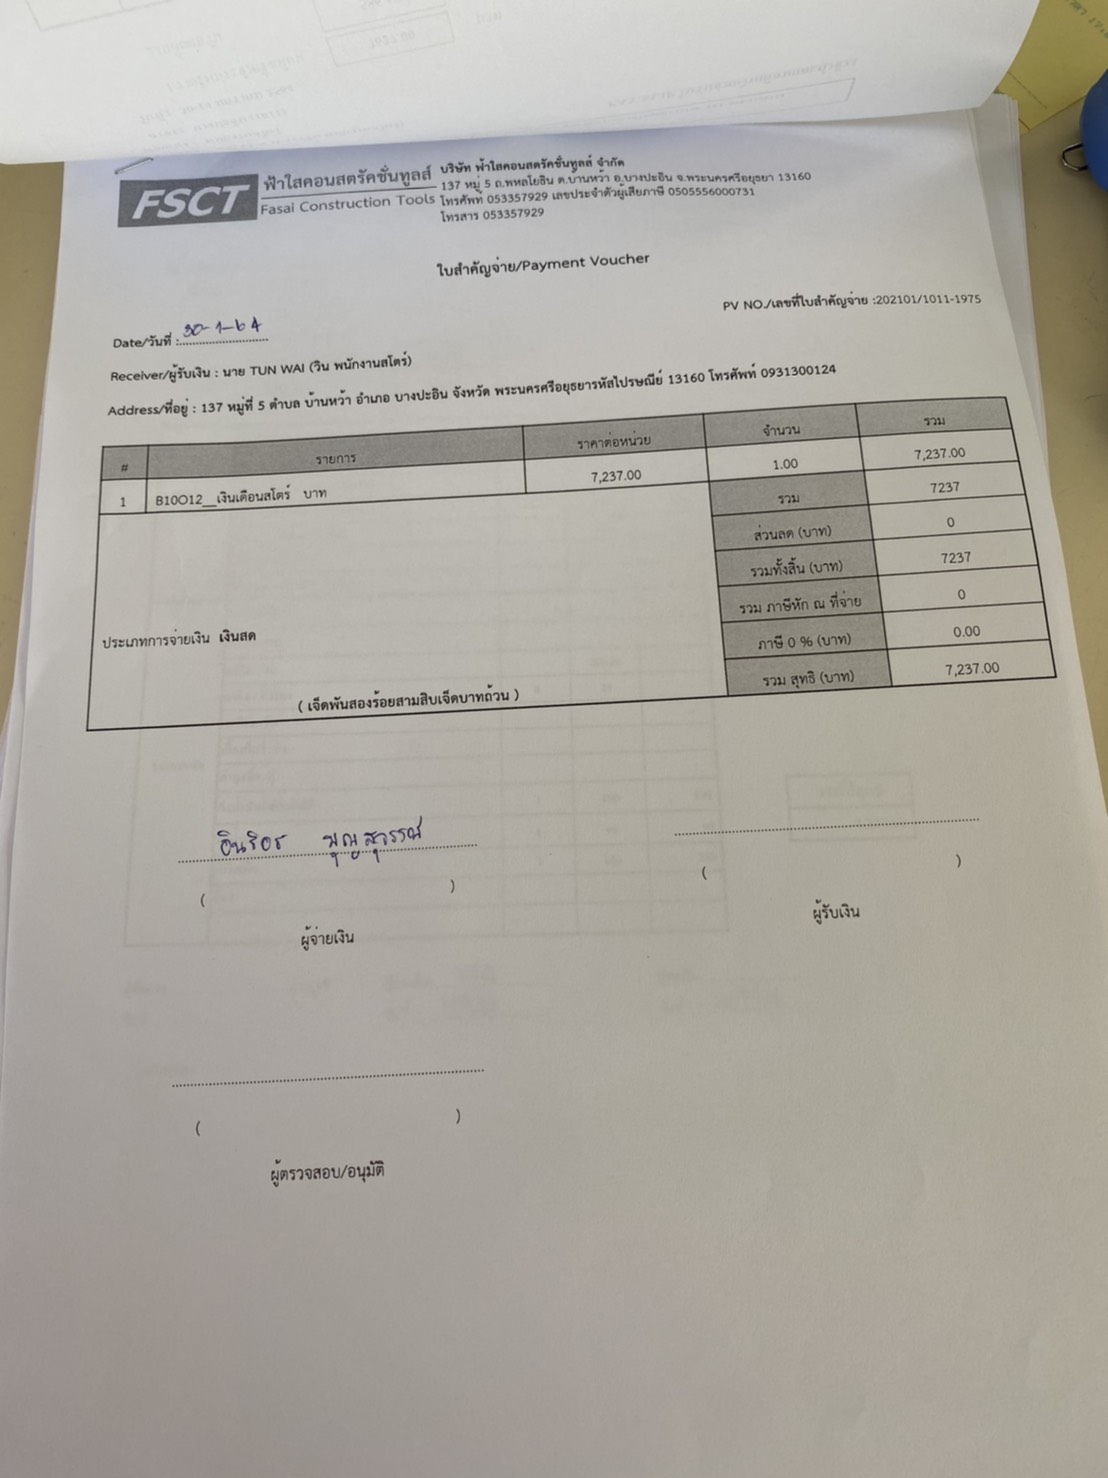 FSCT
ฟ้าใสคอนสตรัคชั่นทูลส์
Fasai Construction Tools
บริษัท ฟ้าใสคอนสตรัคชั่นทูลส์ จำกัด
137 หมู่ 5 ถ.พหลโยธิน ต.บ้านหว้า อ.บางปะอิน จ.พระนครศรีอยุธยา 13160
โทรศัพท์ 053357929 เลขประจำตัวผู้เสียภาษี 0505556000731
โทรสาร 053357929
ใบสำคัญจ่าย/Payment Voucher
PV NO./เลขที่ใบสำคัญจ่าย :202101/1011-1975
Date/วันที่ : 30-1-64
Receiver/ผู้รับเงิน : นาย TUN WAI (วิน พนักงานสโตร์)
Address/ที่อยู่ : 137 หมู่ที่ 5 ตำบล บ้านหว้า อำเภอ บางปะอิน จังหวัด พระนครศรีอยุธยารหัสไปรษณีย์ 13160 โทรศัพท์ 0931300124
# รายการ ราคาต่อหน่วย จำนวน รวม
1 B10O12__เงินเดือนสโตร์ บาท 7,237.00 1.00 7,237.00
รวม 7237
ส่วนลด (บาท) 0
รวมทั้งสิ้น (บาท) 7237
รวม ภาษีหัก ณ ที่จ่าย 0
ประเภทการจ่ายเงิน เงินสด
ภาษี 0 % (บาท) 0.00
รวม สุทธิ (บาท) 7,237.00
( เจ็ดพันสองร้อยสามสิบเจ็ดบาทถ้วน )
( )
ผู้จ่ายเงิน
( )
ผู้รับเงิน
( )
ผู้ตรวจสอบ/อนุมัติ